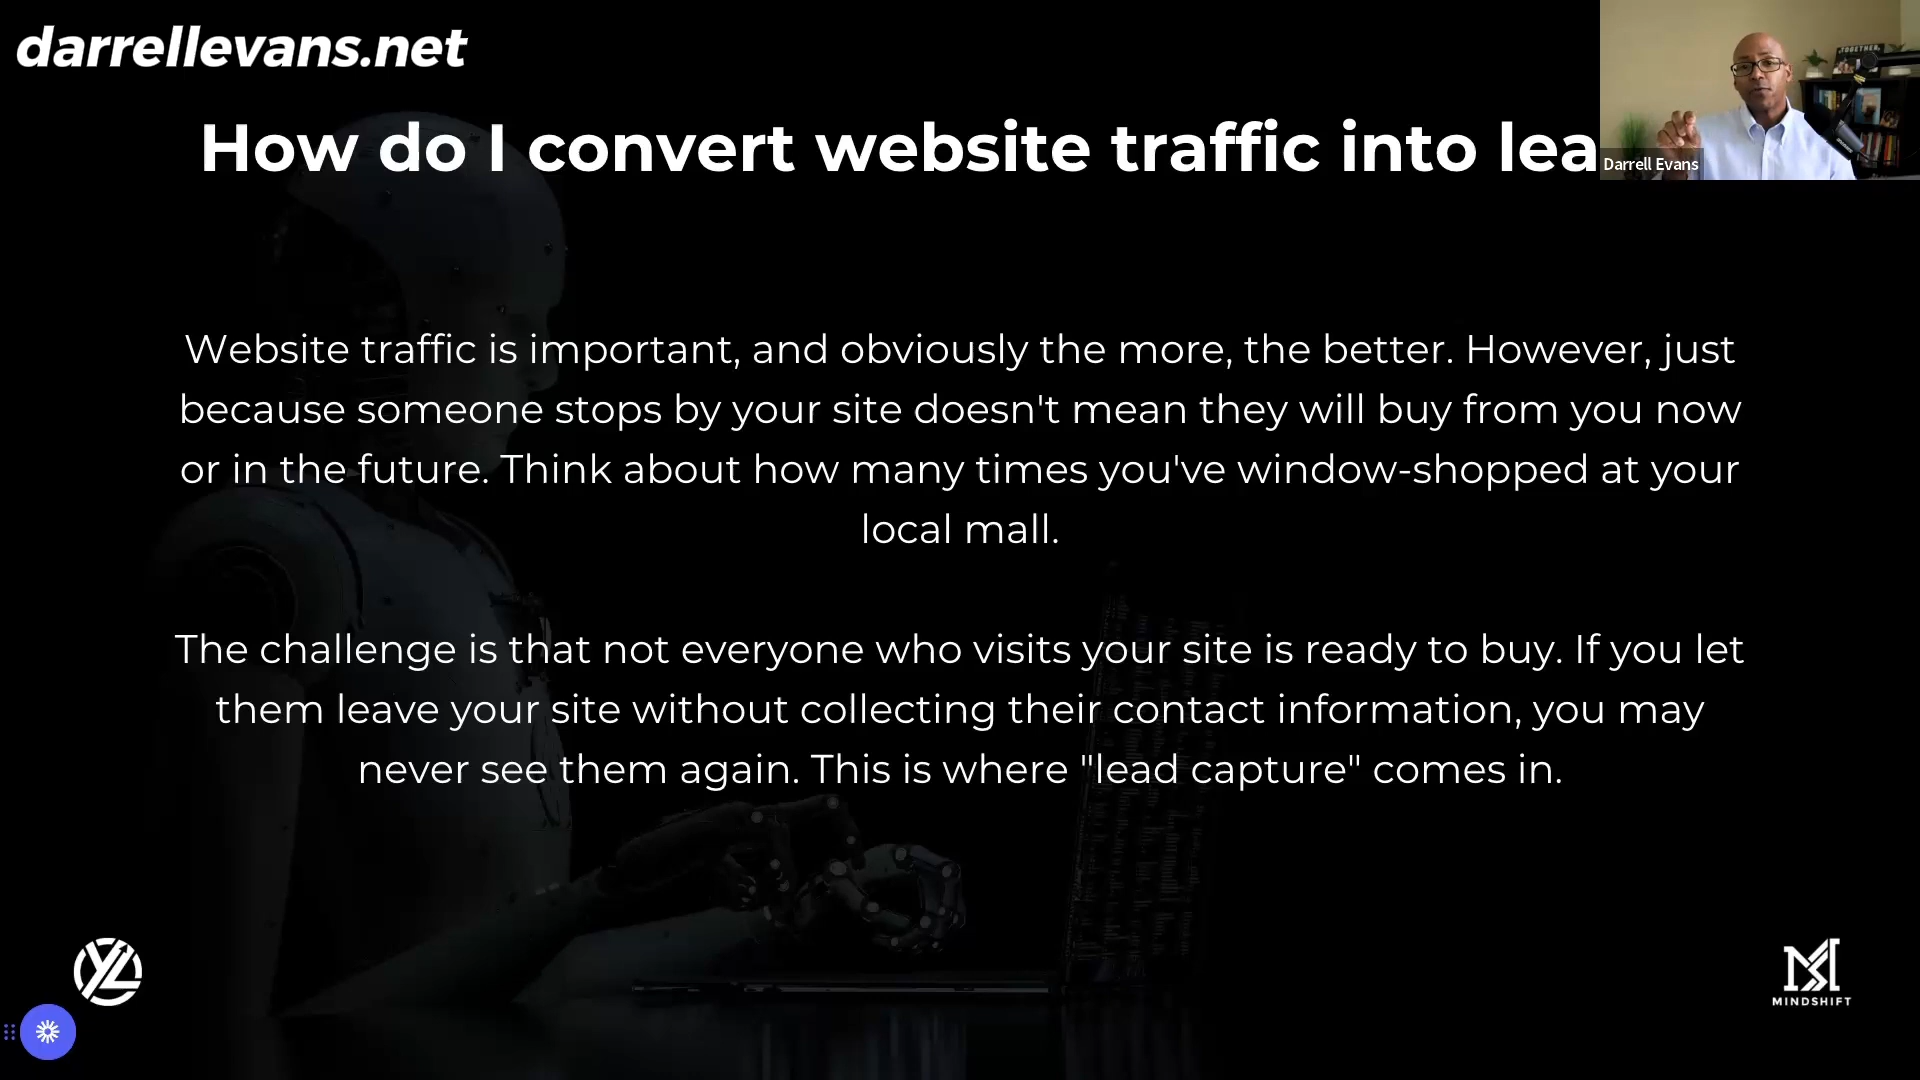 darrellevans.net
How do I convert website traffic into lea
TOGETHER
Darrell Evans
Website traffic is important, and obviously the more, the better. However, just
because someone stops by your site doesn't mean they will buy from you now
or in the future. Think about how many times you've window-shopped at your
local mall.
The challenge is that not everyone who visits your site is ready to buy. If you let
them leave your site without collecting their contact information, you may
never see them again. This is where "lead capture" comes in.
MINDSHIFT